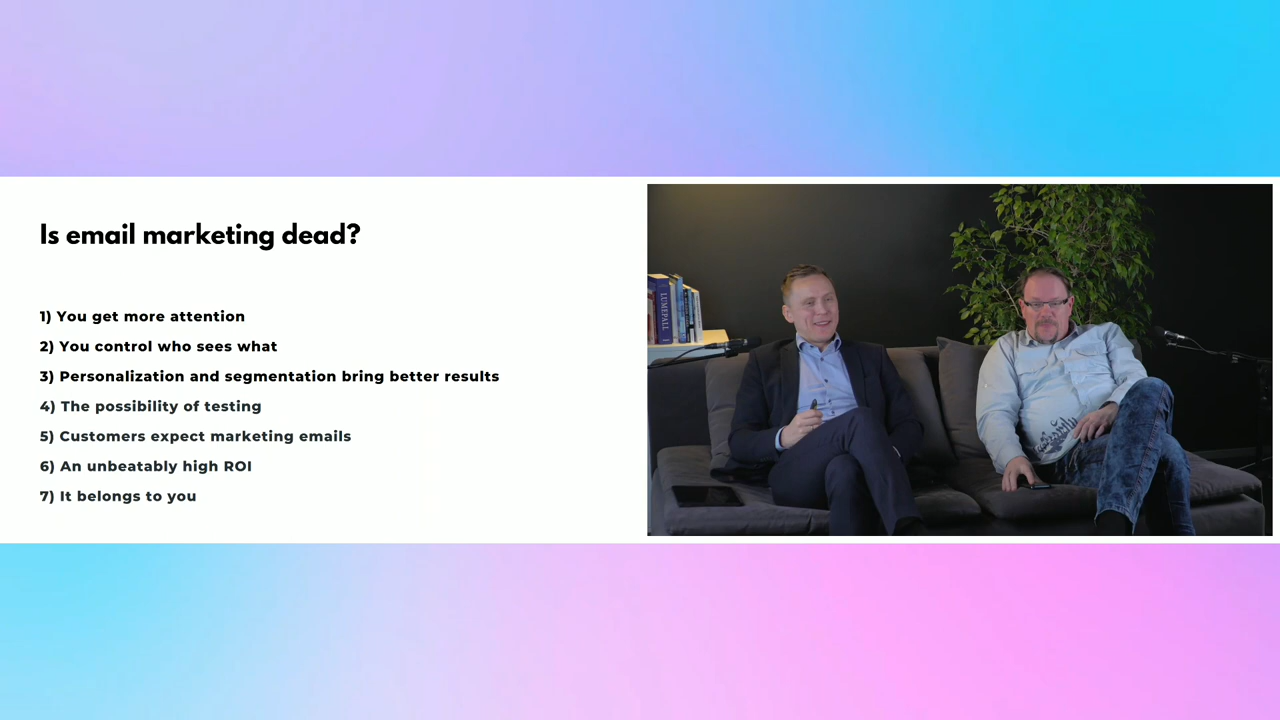 Is email marketing dead?
1) You get more attention
2) You control who sees what
3) Personalization and segmentation bring better results
4) The possibility of testing
5) Customers expect marketing emails
6) An unbeatably high ROI
7) It belongs to you
LUMEPALL